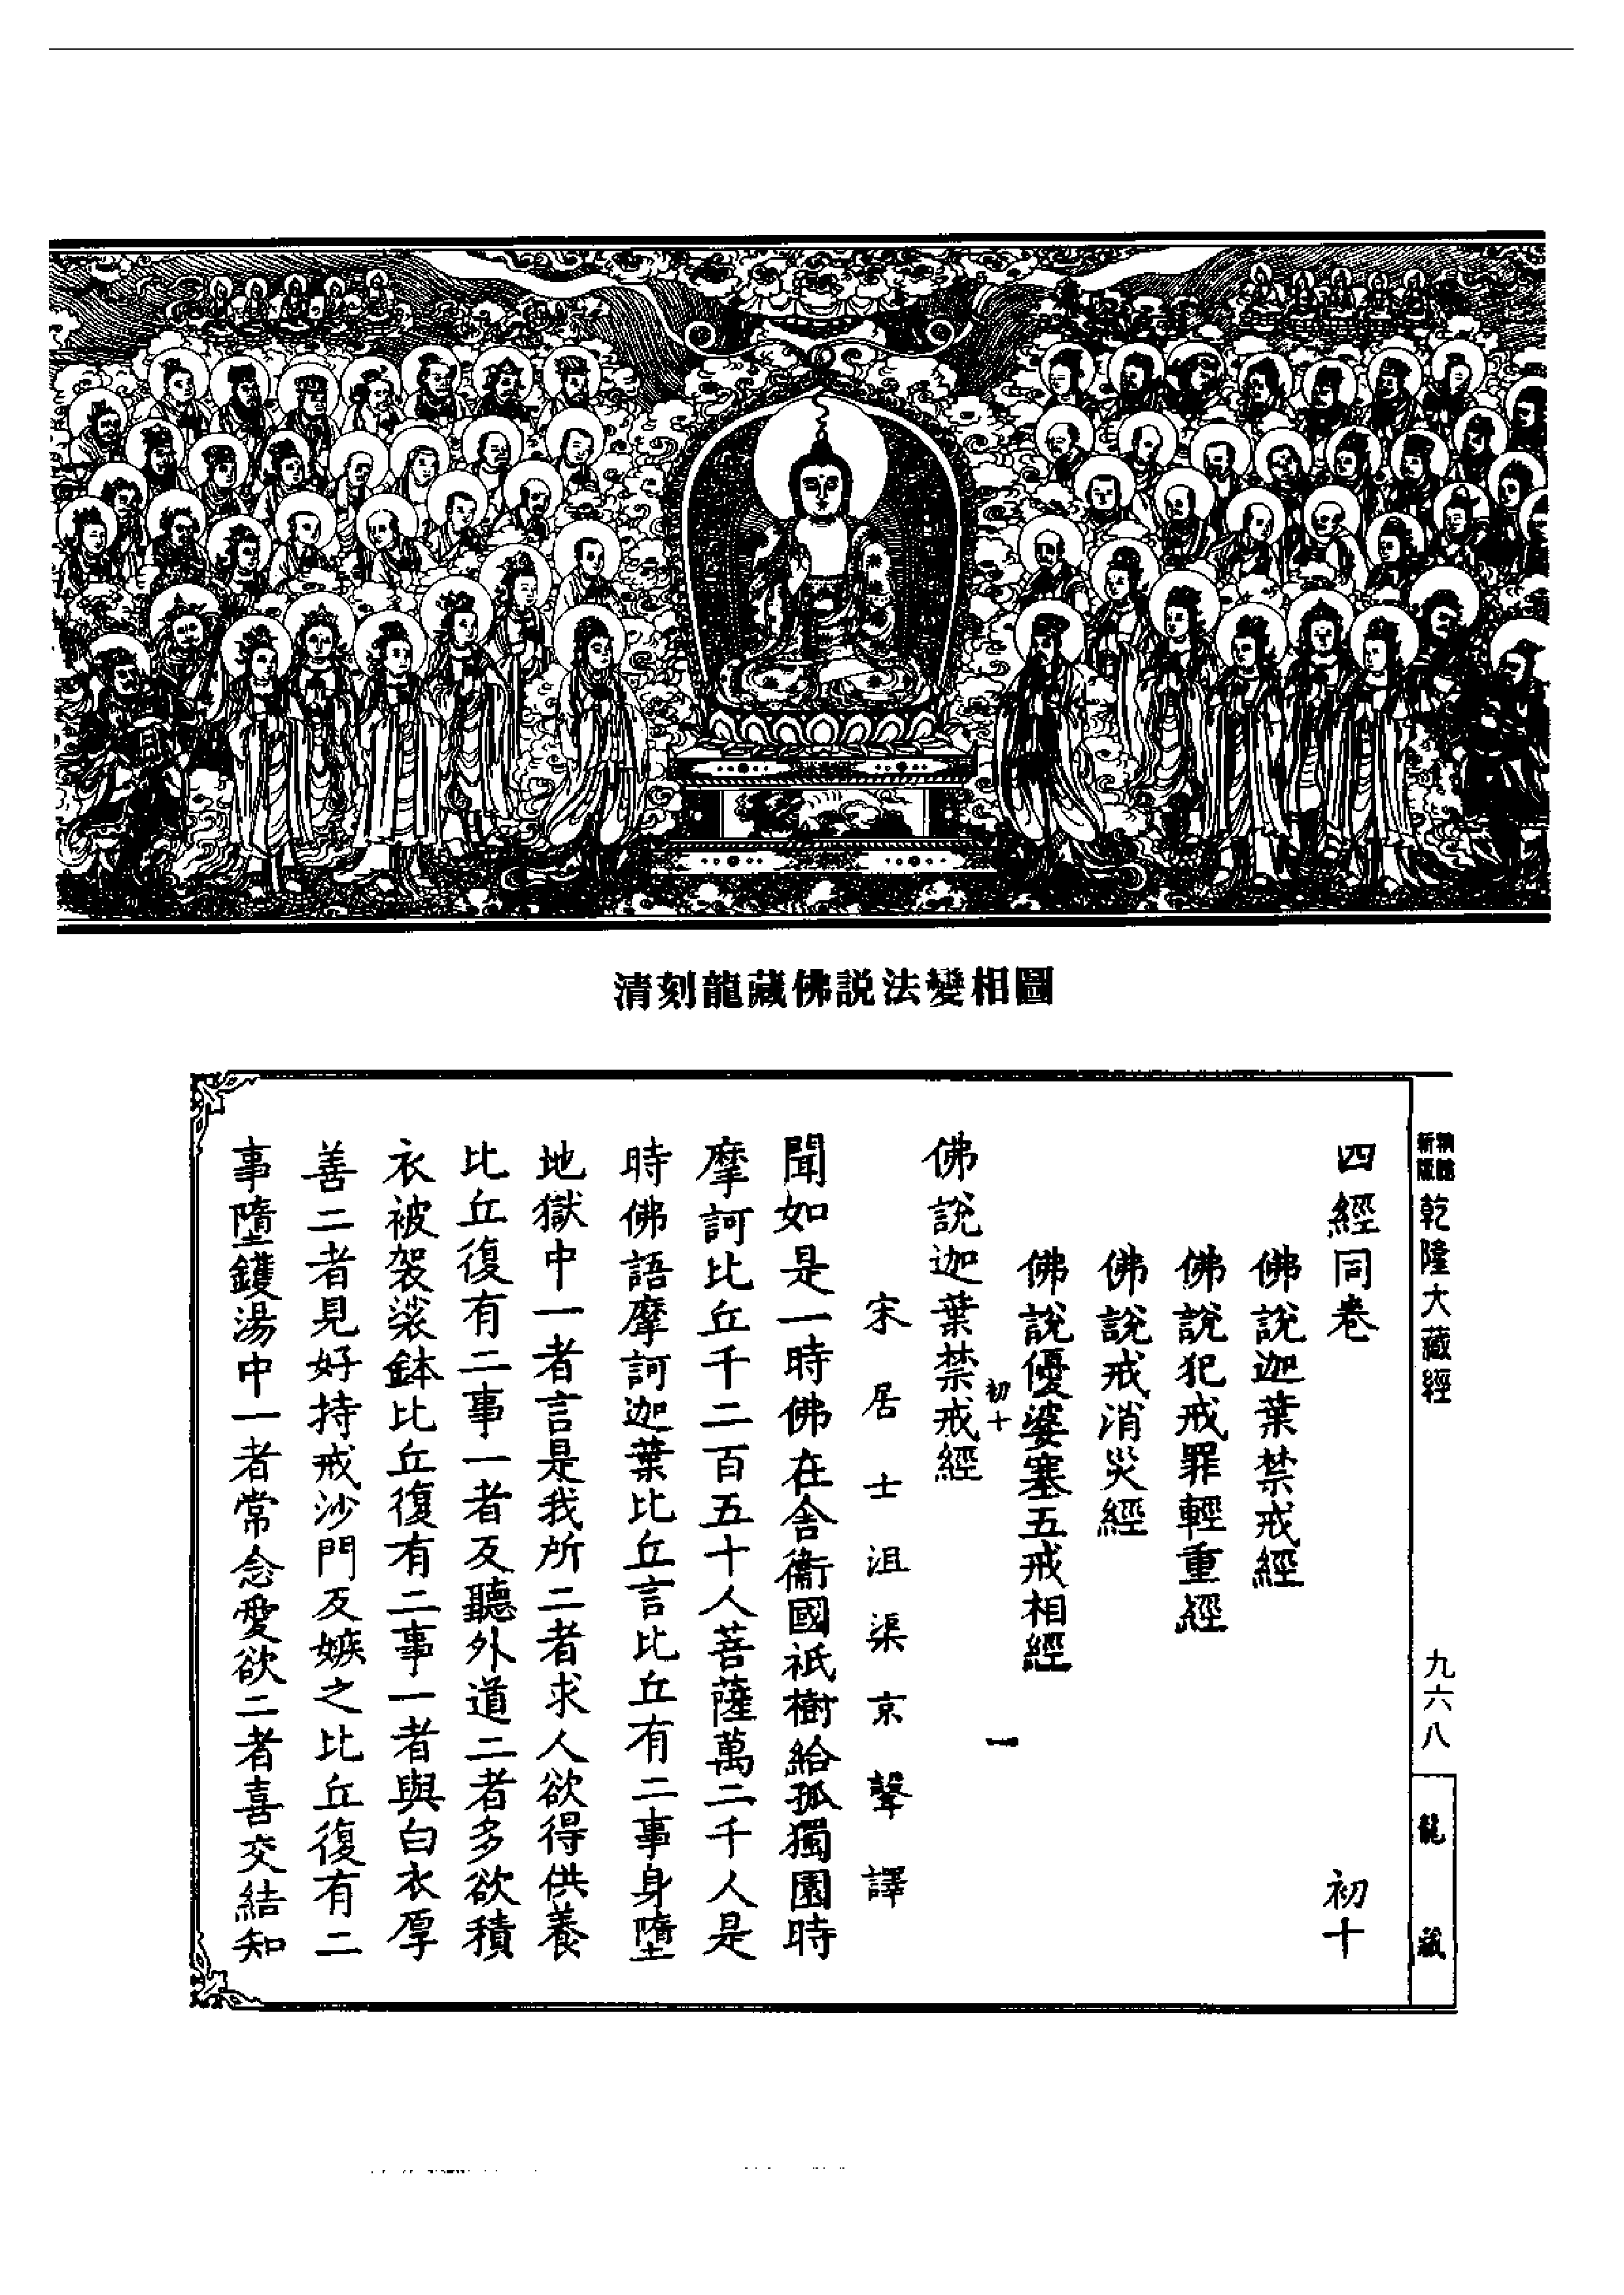 清刻龍藏佛説法變相圖
新版
乾隆大藏經
九六八
龍藏
四經同卷 初十
佛說迦葉禁戒經
佛說犯戒罪輕重經
佛說戒消災經
佛說優婆塞五戒相經
初十 一
佛說迦葉禁戒經
宋居士沮渠京聲譯
聞如是一時佛在舍衞國祇樹給孤獨園時
摩訶比丘千二百五十人菩薩萬二千人是
時佛語摩訶迦葉比丘言比丘有二事身墮
地獄中一者言是我所二者求人欲得供養
比丘復有二事一者反聽外道二者多欲積
衣被袈裟鉢比丘復有二事一者與白衣厚
善二者見好持戒沙門反嫉之比丘復有二
事墮鑊湯中一者常念愛欲二者喜交結知